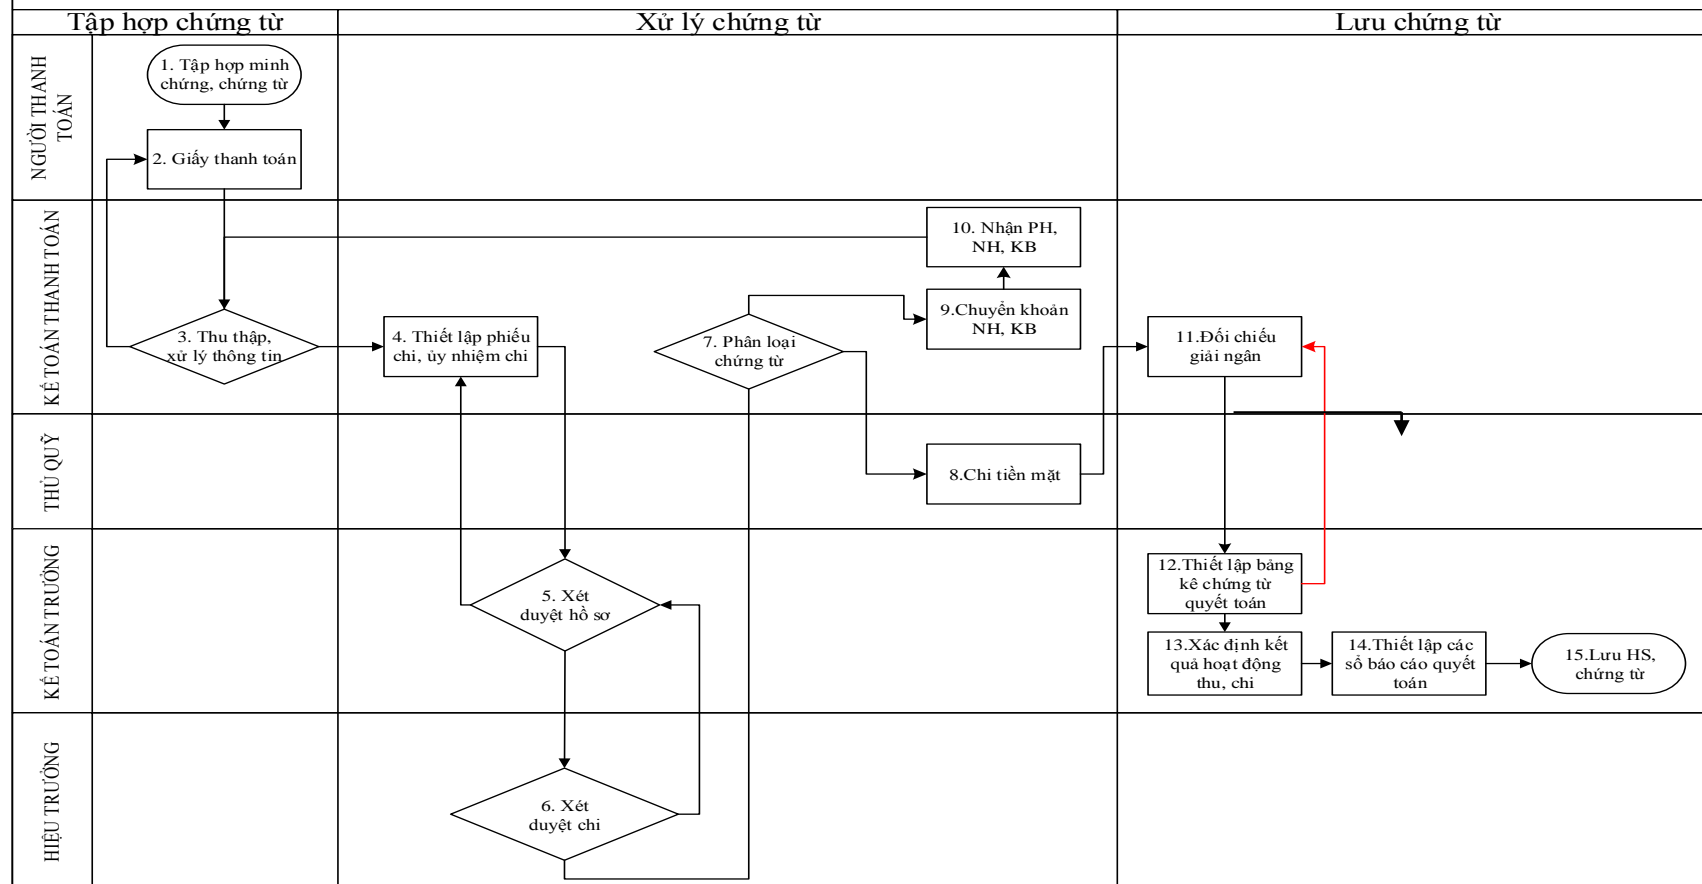 Tập hợp chứng từ
Xử lý chứng từ
Lưu chứng từ
NGƯỜI THANH
TOÁN
1. Tập hợp minh
chứng, chứng từ
2. Giấy thanh toán
KẾ TOÁN THANH TOÁN
10. Nhận PH,
NH, KB
9.Chuyển khoản
NH, KB
3. Thu thập,
xử lý thông tin
4. Thiết lập phiếu
chi, ủy nhiệm chi
7. Phân loại
chứng từ
11.Đối chiếu
giải ngân
THỦ QUỸ
8.Chi tiền mặt
KẾ TOÁN TRƯỞNG
5. Xét
duyệt hồ sơ
12.Thiết lập bảng
kê chứng từ
quyết toán
13.Xác định kết
quả hoạt động
thu, chi
14.Thiết lập các
sổ báo cáo quyết
toán
15.Lưu HS,
chứng từ
HIỆU TRƯỞNG
6. Xét
duyệt chi